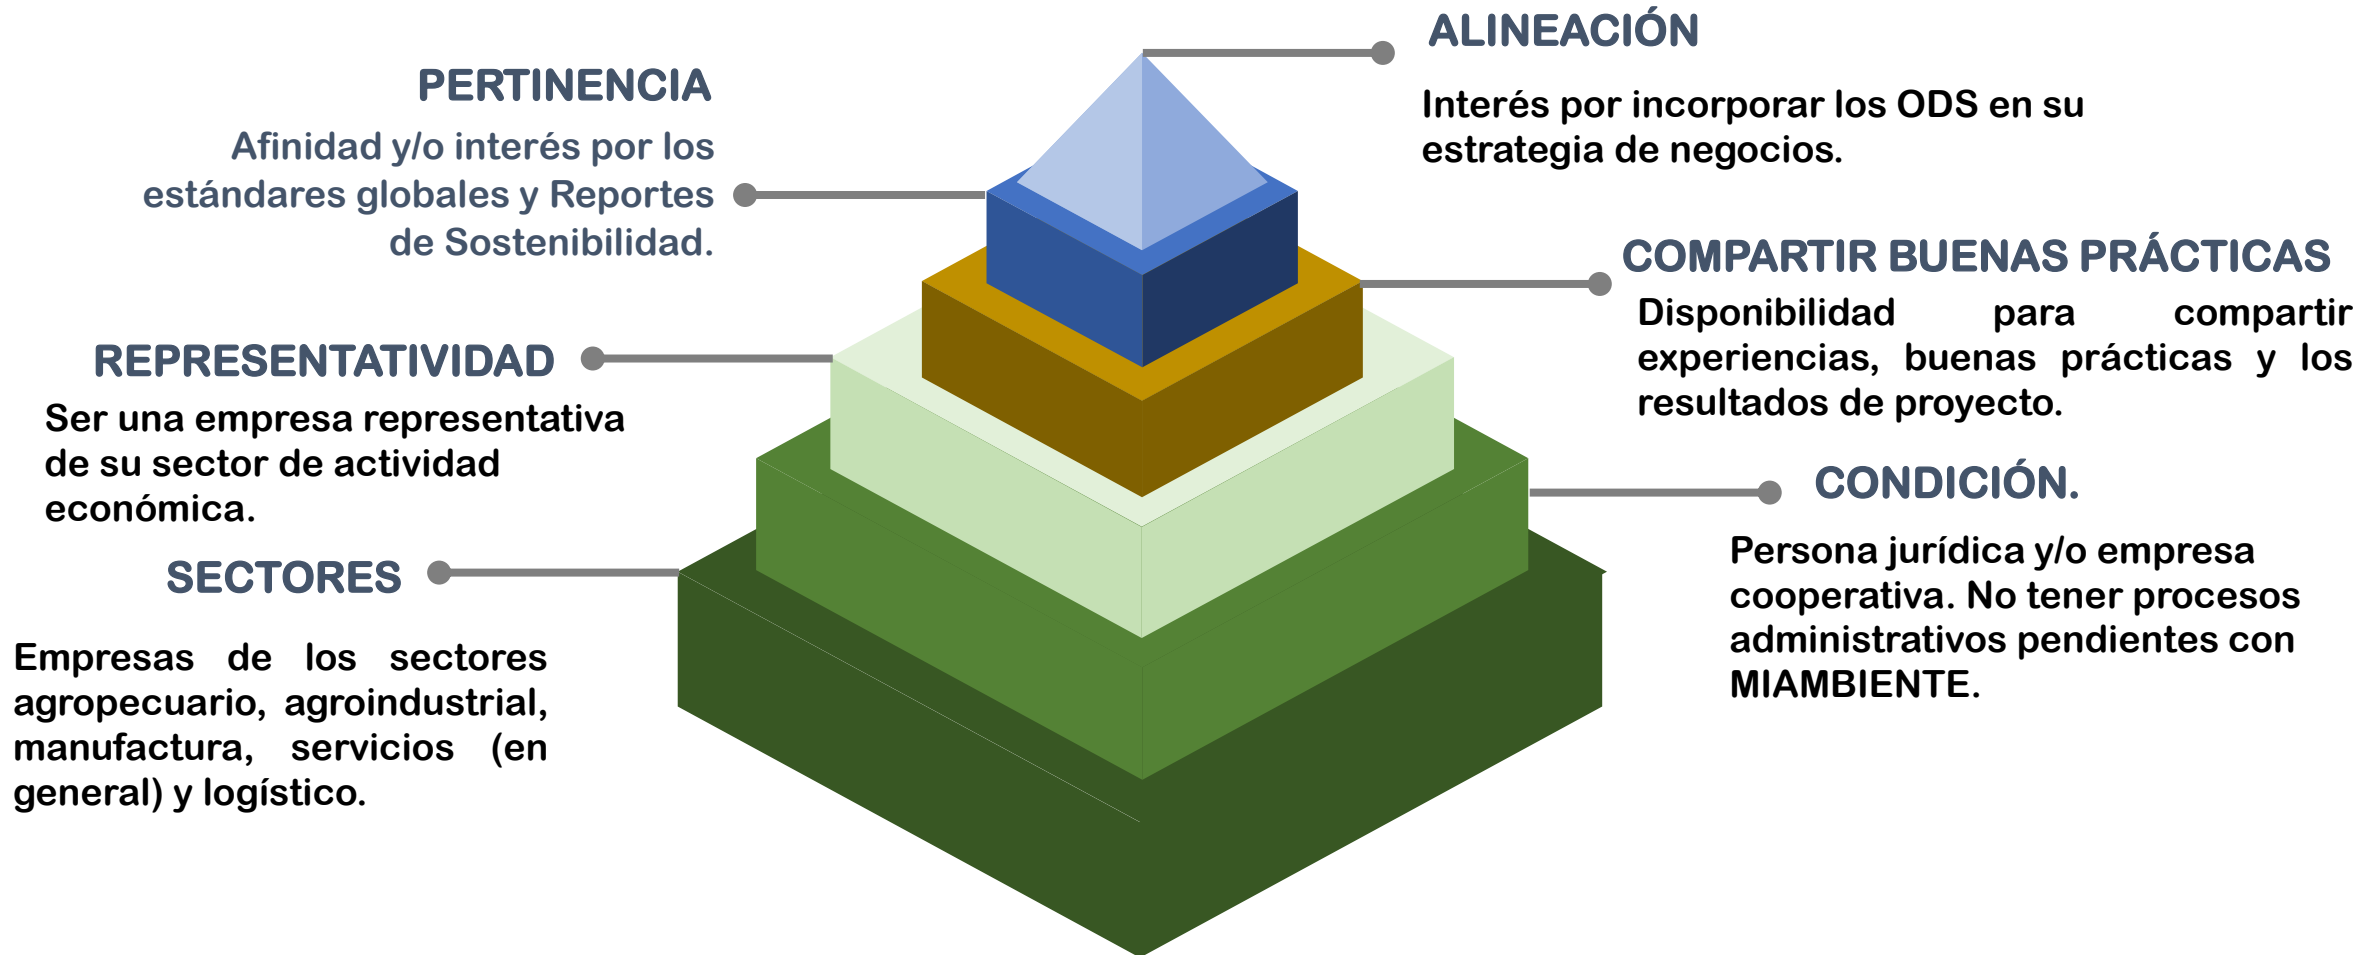 ALINEACIÓN
Interés por incorporar los ODS en su
estrategia de negocios.
PERTINENCIA
Afinidad y/o interés por los
estándares globales y Reportes
de Sostenibilidad.
COMPARTIR BUENAS PRÁCTICAS
Disponibilidad para compartir
experiencias, buenas prácticas y los
resultados de proyecto.
REPRESENTATIVIDAD
Ser una empresa representativa
de su sector de actividad
económica.
CONDICIÓN.
Persona jurídica y/o empresa
cooperativa. No tener procesos
administrativos pendientes con
MIAMBIENTE.
SECTORES
Empresas de los sectores
agropecuario, agroindustrial,
manufactura, servicios (en
general) y logístico.